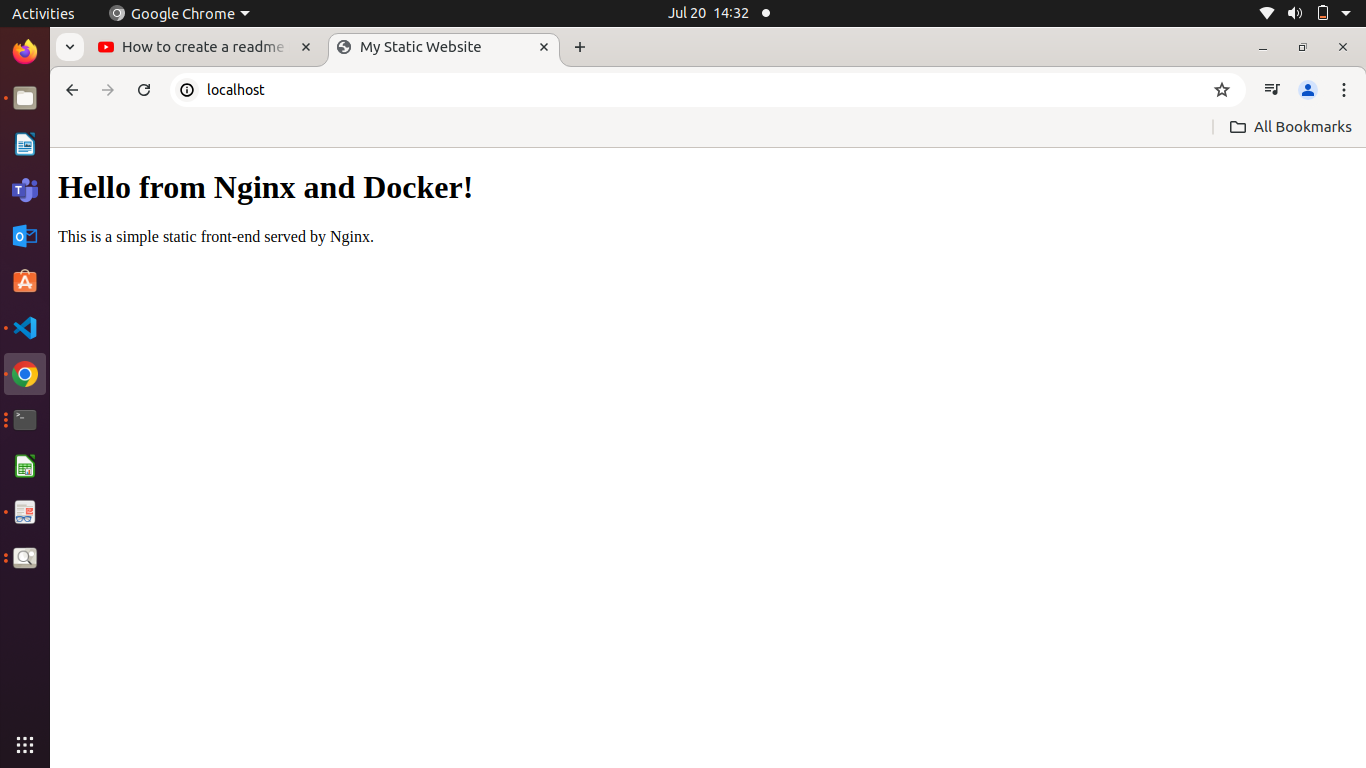 Activities
Google Chrome
Jul 20 14:32
How to create a readme
My Static Website
localhost
All Bookmarks
Hello from Nginx and Docker!
This is a simple static front-end served by Nginx.